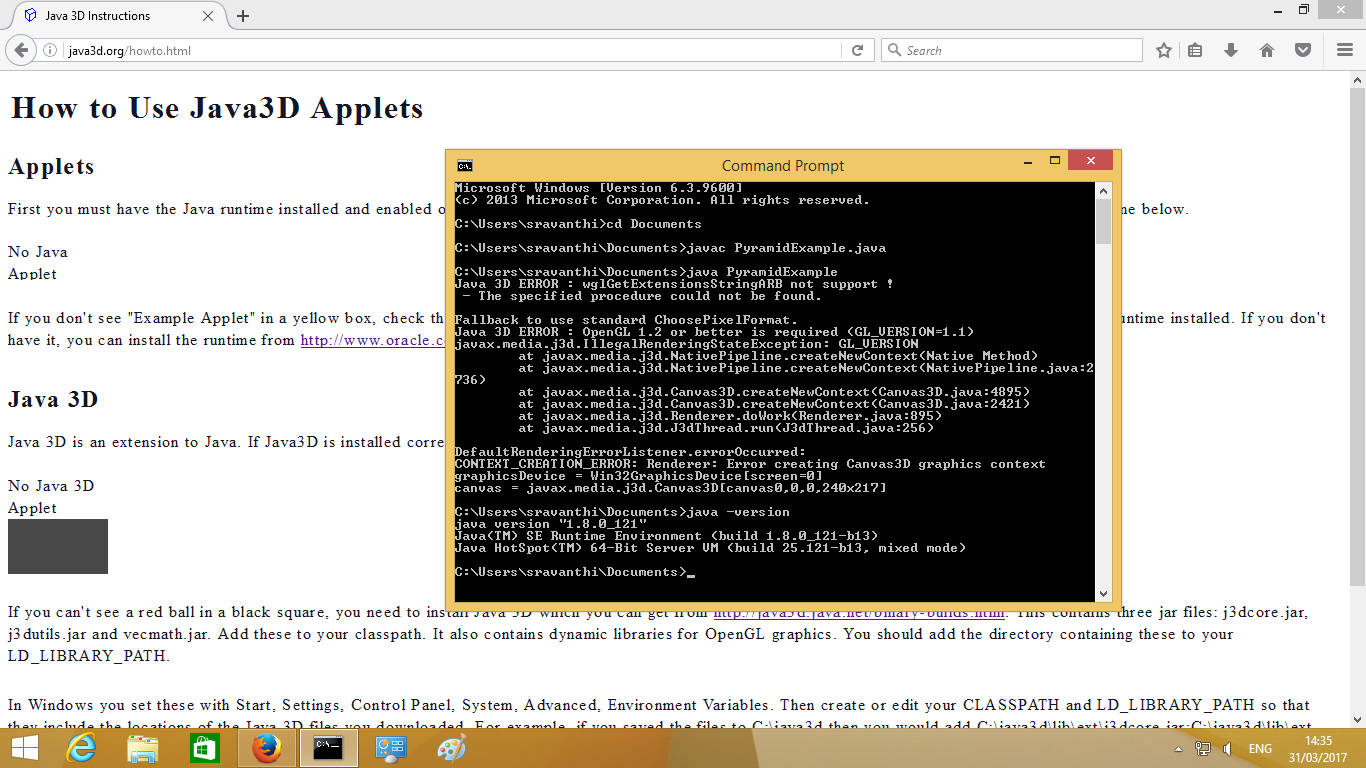 Java 3D Instructions
java3d.org/howto.html
Search
How to Use Java3D Applets
Applets
First you must have the Java runtime installed and enabled o
ne below.
No Java
Applet
If you don't see "Example Applet" in a yellow box, check th
untime installed. If you don't
have it, you can install the runtime from http://www.oracle.c
Java 3D
Java 3D is an extension to Java. If Java3D is installed corre
No Java 3D
Applet
If you can't see a red ball in a black square, you need to install Java 3D which you can get from http://java3d.java.net/binary-builds.html. This contains three jar files: j3dcore.jar,
j3dutils.jar and vecmath.jar. Add these to your classpath. It also contains dynamic libraries for OpenGL graphics. You should add the directory containing these to your
LD_LIBRARY_PATH.
In Windows you set these with Start, Settings, Control Panel, System, Advanced, Environment Variables. Then create or edit your CLASSPATH and LD_LIBRARY_PATH so that
they include the locations of the Java 3D files you downloaded. For example, if you saved the files to C:\java3d then you would add C:\java3d\lib\ext\j3dcore.jar;C:\java3d\lib\ext
Command Prompt
Microsoft Windows [Version 6.3.9600]
(c) 2013 Microsoft Corporation. All rights reserved.
C:\Users\sravanthi>cd Documents
C:\Users\sravanthi\Documents>javac PyramidExample.java
C:\Users\sravanthi\Documents>java PyramidExample
Java 3D ERROR : wglGetExtensionsStringARB not support !
- The specified procedure could not be found.
Fallback to use standard ChoosePixelFormat.
Java 3D ERROR : OpenGL 1.2 or better is required (GL_VERSION=1.1)
javax.media.j3d.IllegalRenderingStateException: GL_VERSION
at javax.media.j3d.NativePipeline.createNewContext(Native Method)
at javax.media.j3d.NativePipeline.createNewContext(NativePipeline.java:2
736)
at javax.media.j3d.Canvas3D.createNewContext(Canvas3D.java:4895)
at javax.media.j3d.Canvas3D.createNewContext(Canvas3D.java:2421)
at javax.media.j3d.Renderer.doWork(Renderer.java:895)
at javax.media.j3d.J3dThread.run(J3dThread.java:256)
DefaultRenderingErrorListener.errorOccurred:
CONTEXT_CREATION_ERROR: Renderer: Error creating Canvas3D graphics context
graphicsDevice = Win32GraphicsDevice[screen=0]
canvas = javax.media.j3d.Canvas3D[canvas0,0,0,240x217]
C:\Users\sravanthi\Documents>java -version
java version "1.8.0_121"
Java(TM) SE Runtime Environment (build 1.8.0_121-b13)
Java HotSpot(TM) 64-Bit Server VM (build 25.121-b13, mixed mode)
C:\Users\sravanthi\Documents>_
ENG
14:35
31/03/2017